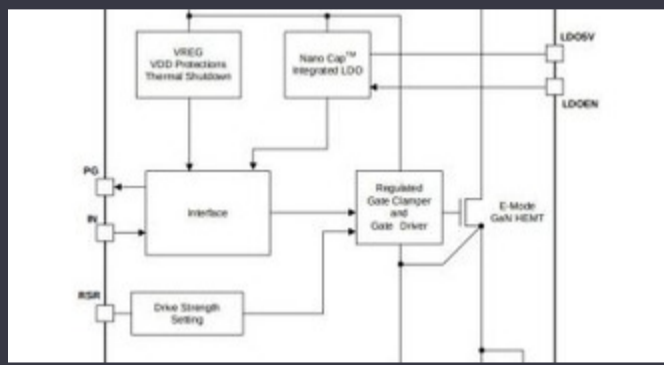 VREG
VDD Protections
Thermal Shutdown
Nano Cap™
Integrated LDO
LDO5V
LDOEN
PG
IN
Interface
Regulated
Gate Clamper
and
Gate Driver
E-Mode
GaN HEMT
RSR
Drive Strength
Setting